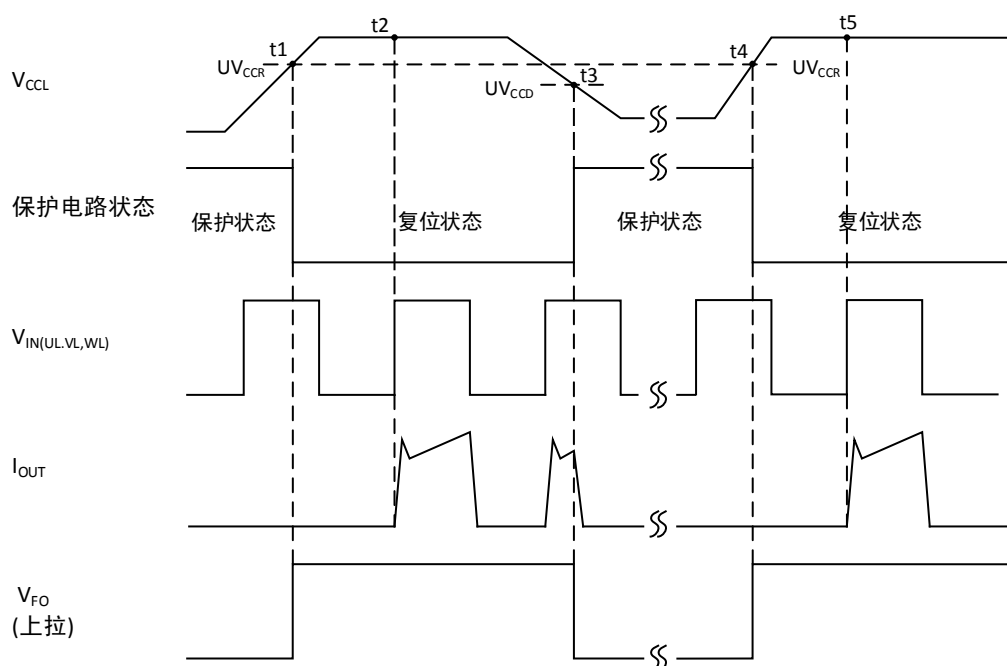 t1
t2
t4
t5
V_CCL
UV_CCR
UV_CCD
t3
UV_CCR
保护电路状态
保护状态
复位状态
保护状态
复位状态
V_IN(UL.VL,WL)
I_OUT
V_FO
(上拉)